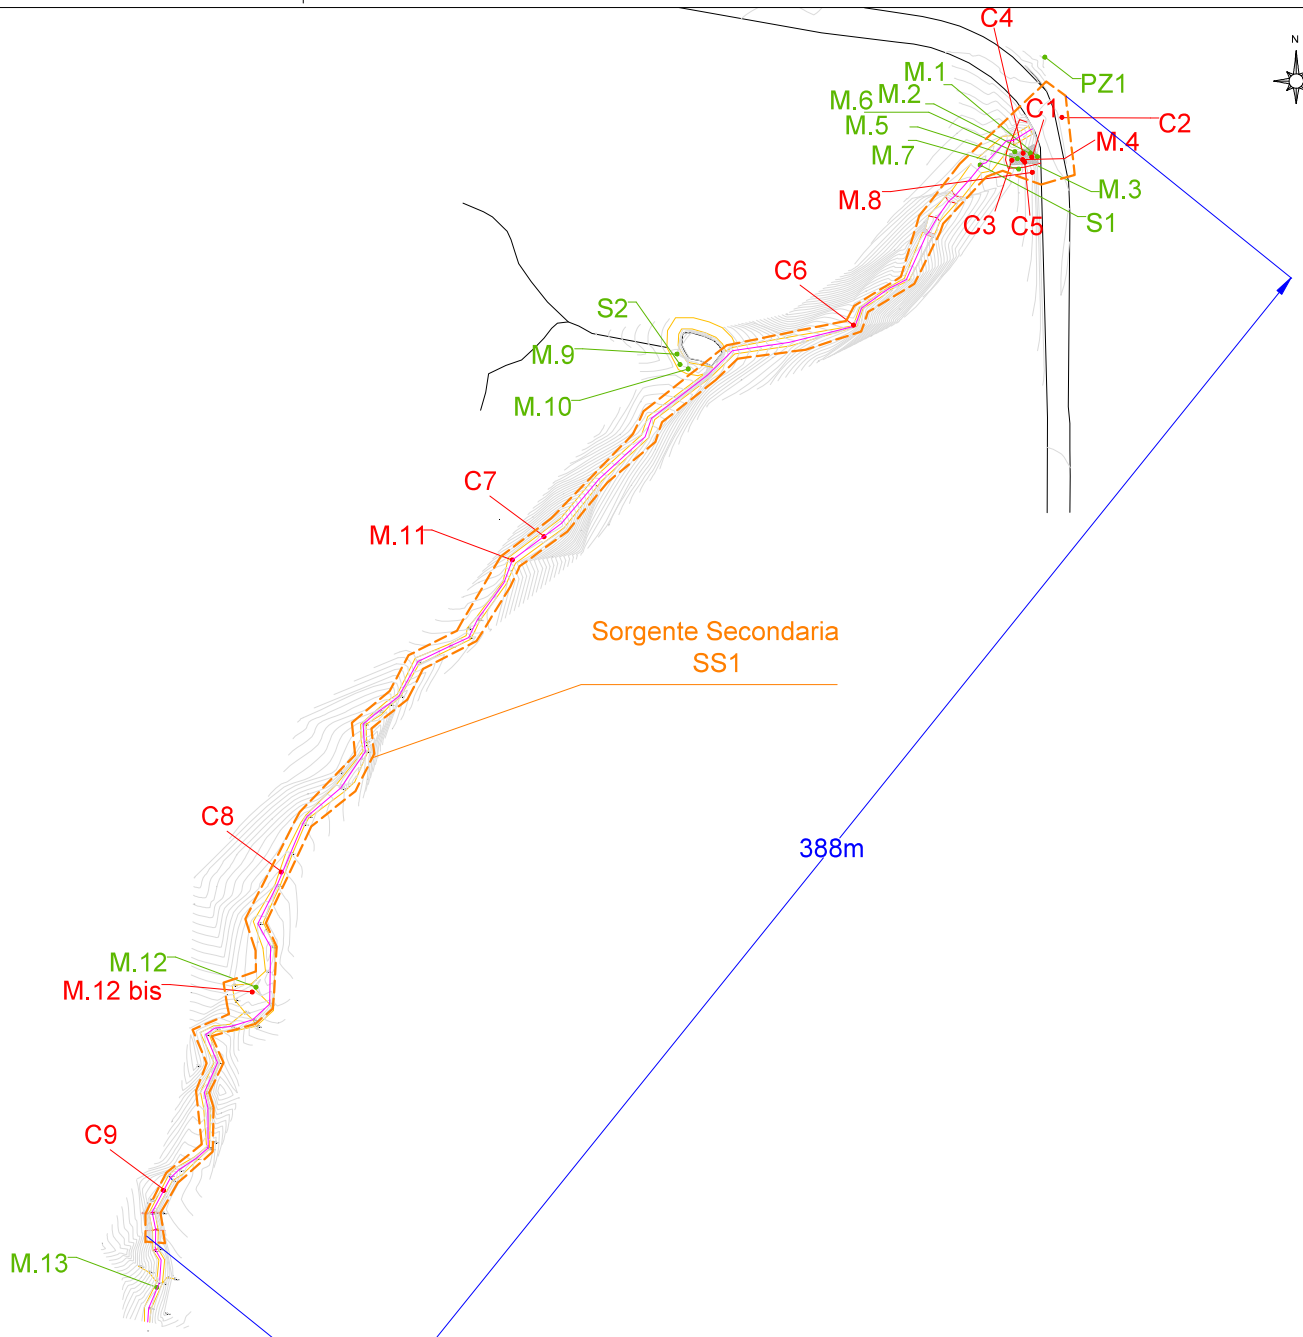 C4
N
M.1
PZ1
M.6
M.2
C1
C2
M.5
M.4
M.7
M.3
M.8
S1
C3
C5
C6
S2
M.9
M.10
C7
M.11
Sorgente Secondaria
SS1
C8
388m
M.12
M.12 bis
C9
M.13